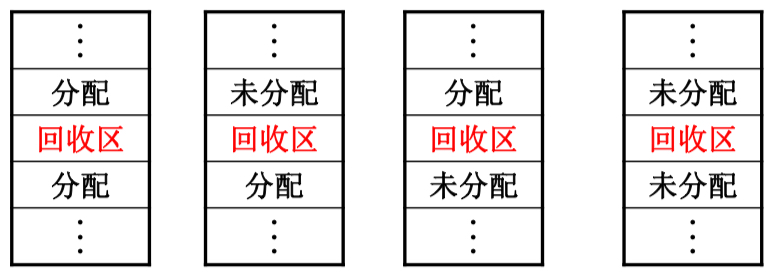 ⋮ ⋮ ⋮ ⋮
分配 未分配 分配 未分配
回收区 回收区 回收区 回收区
分配 分配 未分配 未分配
⋮ ⋮ ⋮ ⋮